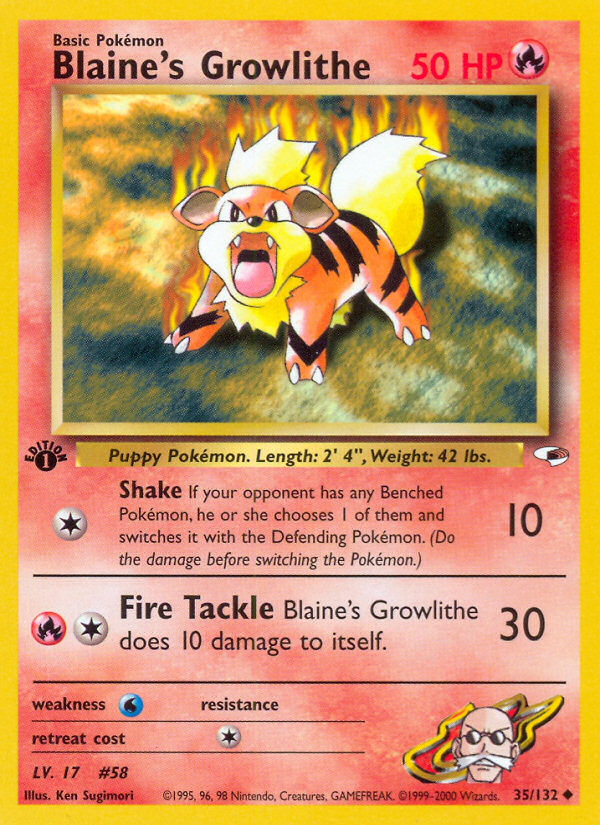 Basic Pokémon
Blaine's Growlithe 50 HP
EDITION
1
Puppy Pokémon. Length: 2' 4", Weight: 42 lbs.
Shake If your opponent has any Benched
Pokémon, he or she chooses 1 of them and
switches it with the Defending Pokémon. (Do
the damage before switching the Pokémon.)
10
Fire Tackle Blaine's Growlithe
does 10 damage to itself.
30
weakness resistance
retreat cost
LV. 17 #58
Illus. Ken Sugimori ©1995, 96, 98 Nintendo, Creatures, GAMEFREAK. ©1999-2000 Wizards. 35/132